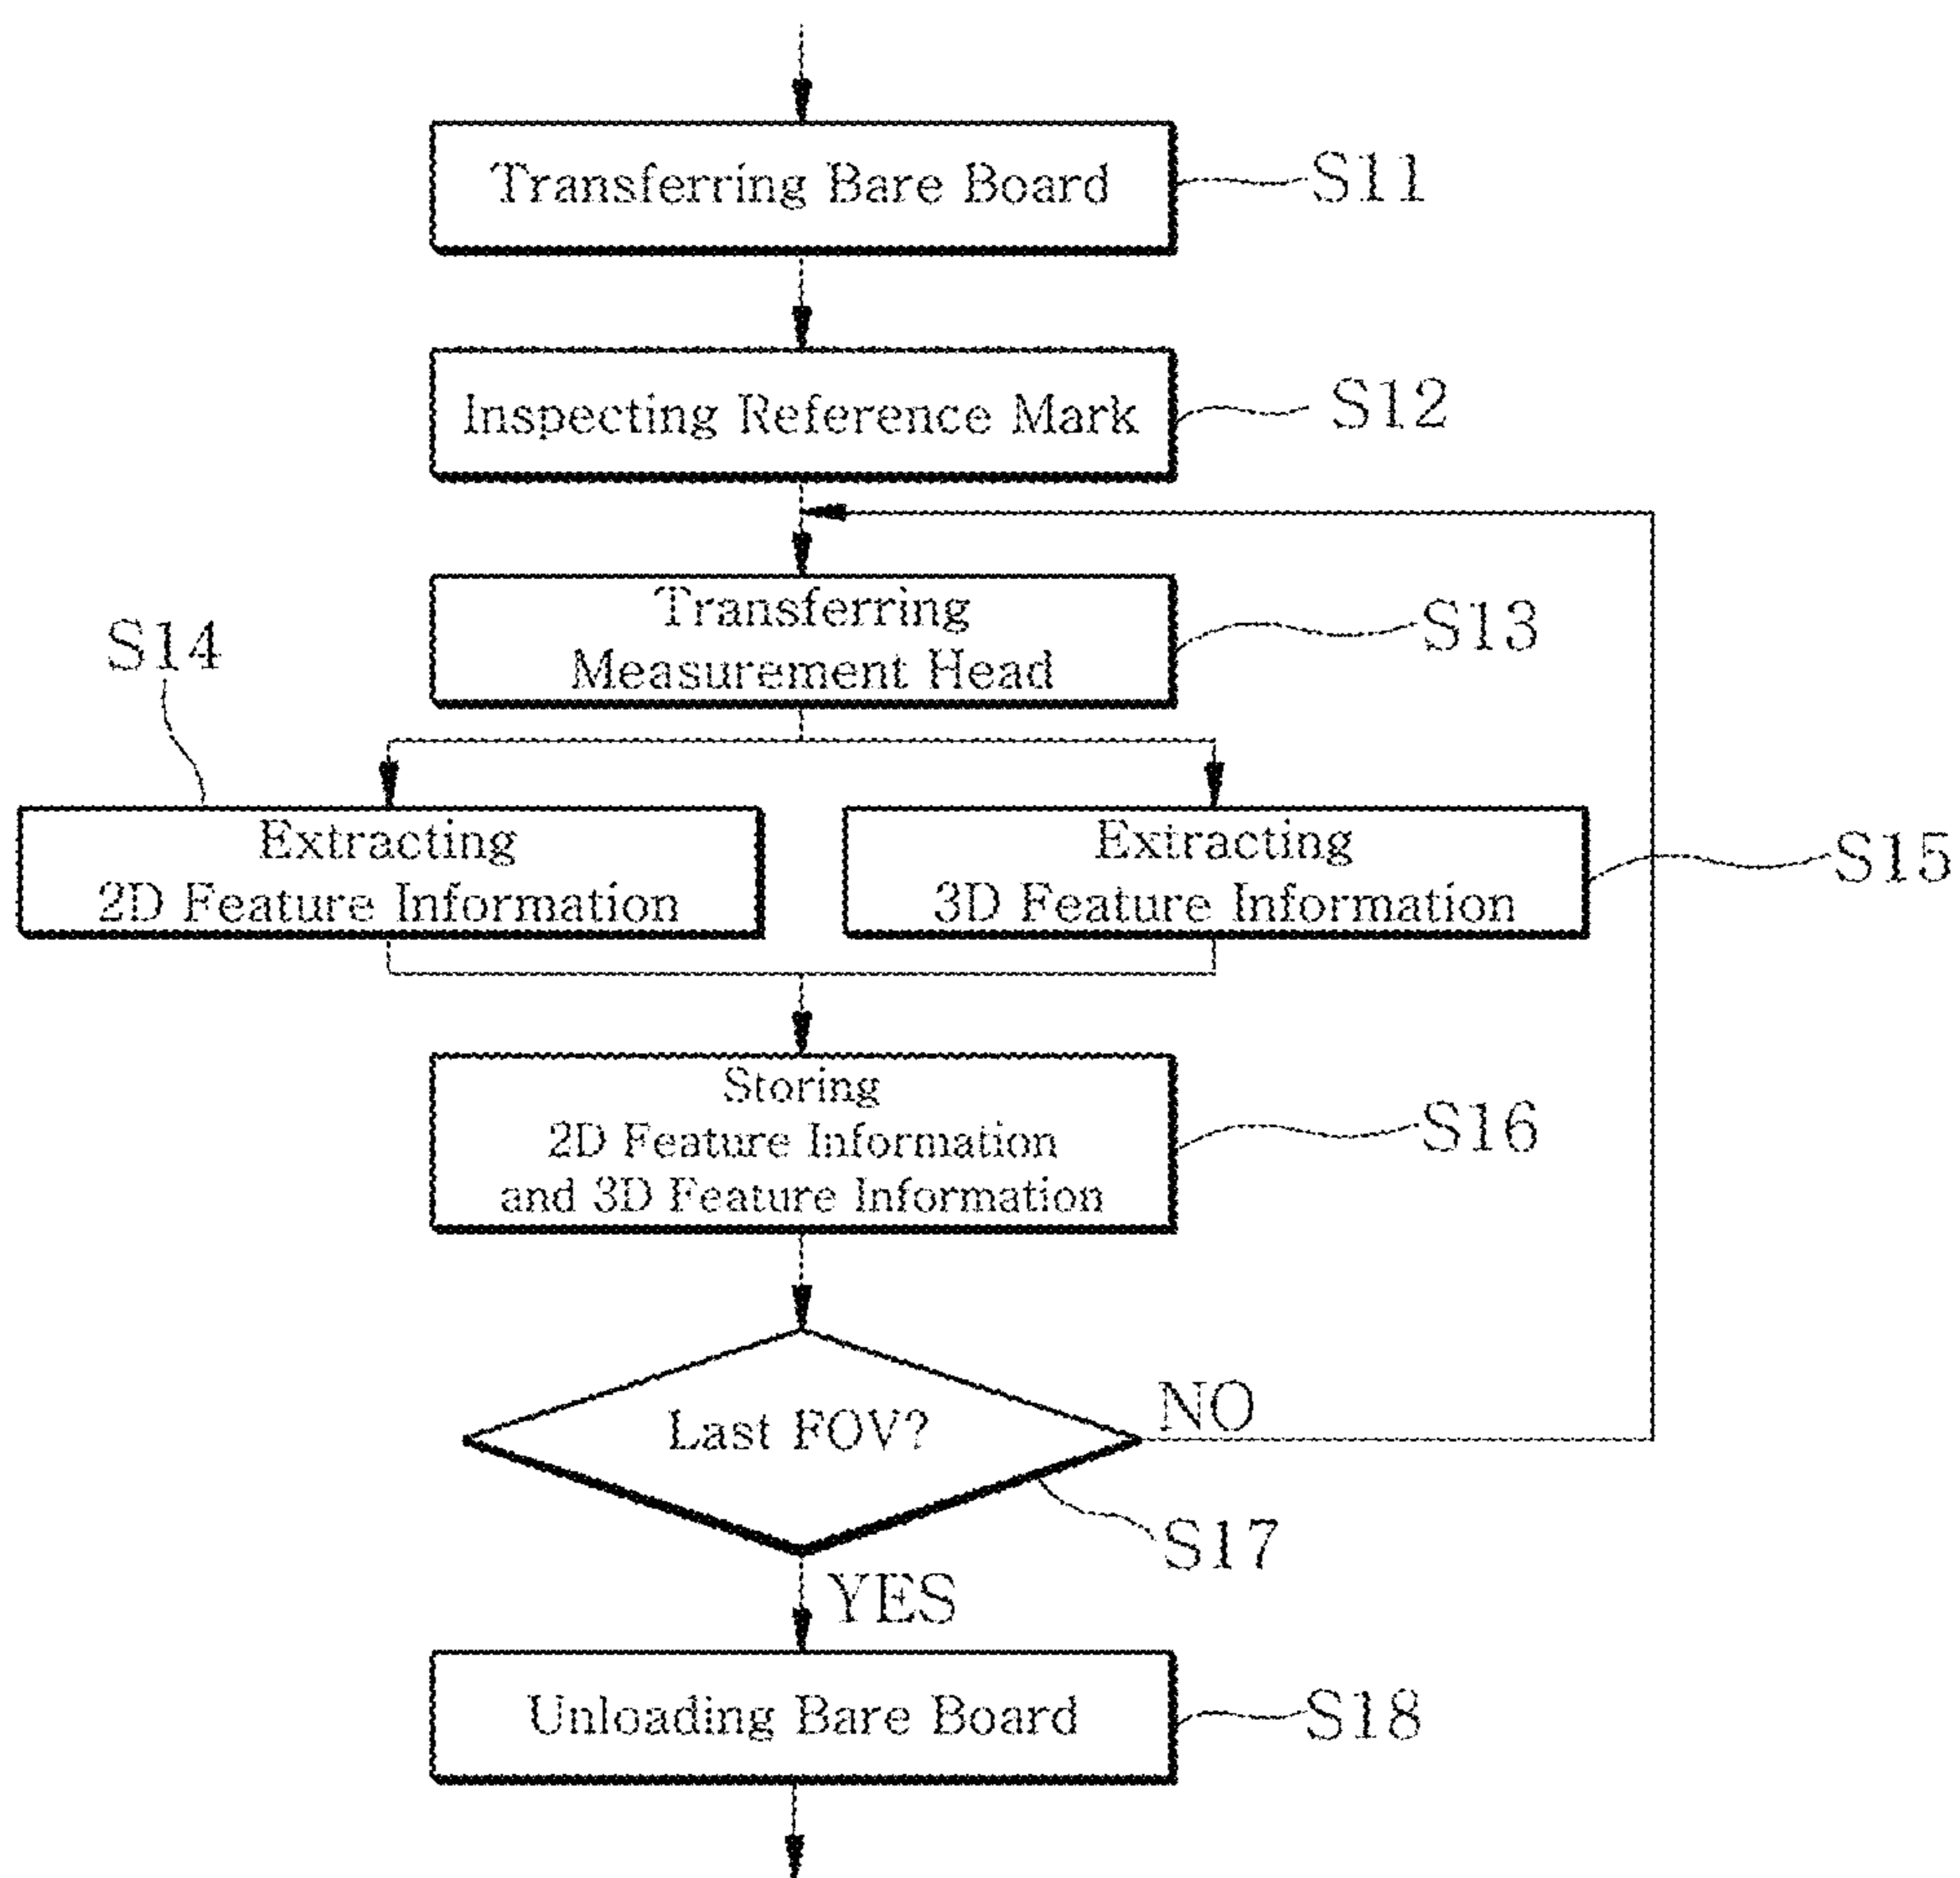 Transferring Bare Board
S11
Inspecting Reference Mark
S12
Transferring
Measurement Head
S13
S14
Extracting
2D Feature Information
Extracting
3D Feature Information
S15
Storing
2D Feature Information
and 3D Feature Information
S16
Last FOV?
NO
S17
YES
Unloading Bare Board
S18